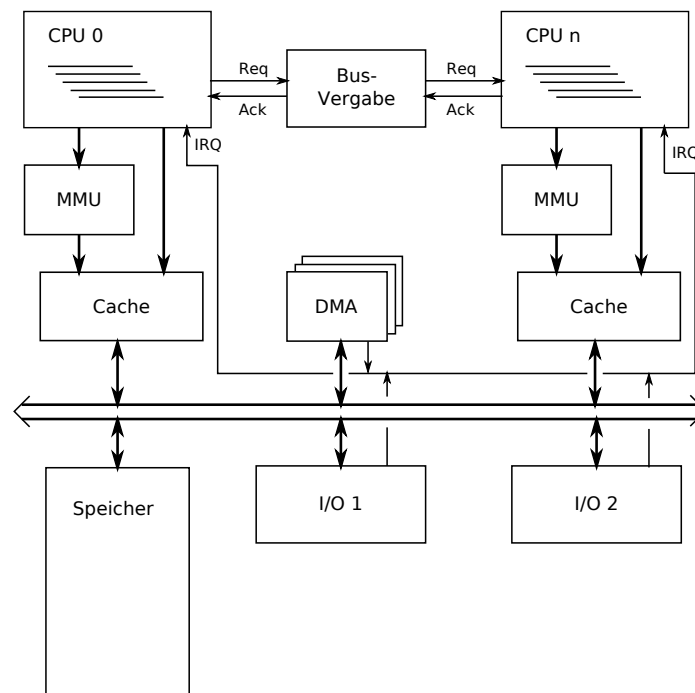 CPU 0
CPU n
Req
Bus-
Vergabe
Req
Ack
Ack
IRQ
IRQ
MMU
MMU
Cache
DMA
Cache
Speicher
I/O 1
I/O 2